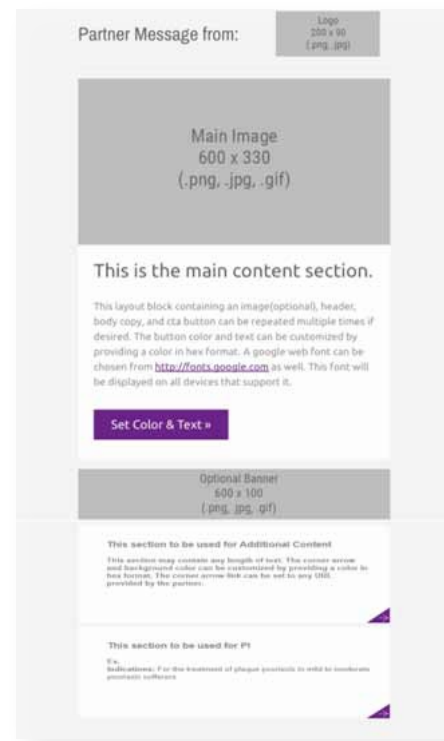 Partner Message from:
Logo
200 x 90
(.png, .jpg)
Main Image
600 x 330
(.png, .jpg, .gif)
This is the main content section.
This layout block containing an image(optional), header,
body copy, and cta button can be repeated multiple times if
desired. The button color and text can be customized by
providing a color in hex format. A google web font can be
chosen from http://fonts.google.com as well. This font will
be displayed on all devices that support it.
Set Color & Text »
Optional Banner
600 x 100
(.png, .jpg, .gif)
This section to be used for Additional Content
This section may contain any length of text. The corner arrow
and background color can be customized by providing a color in
hex format. The corner arrow link can be set to any URL
provided by the partner.
This section to be used for PI
Ex.
Indications: For the treatment of plaque psoriasis in mild to moderate
psoriasis sufferers